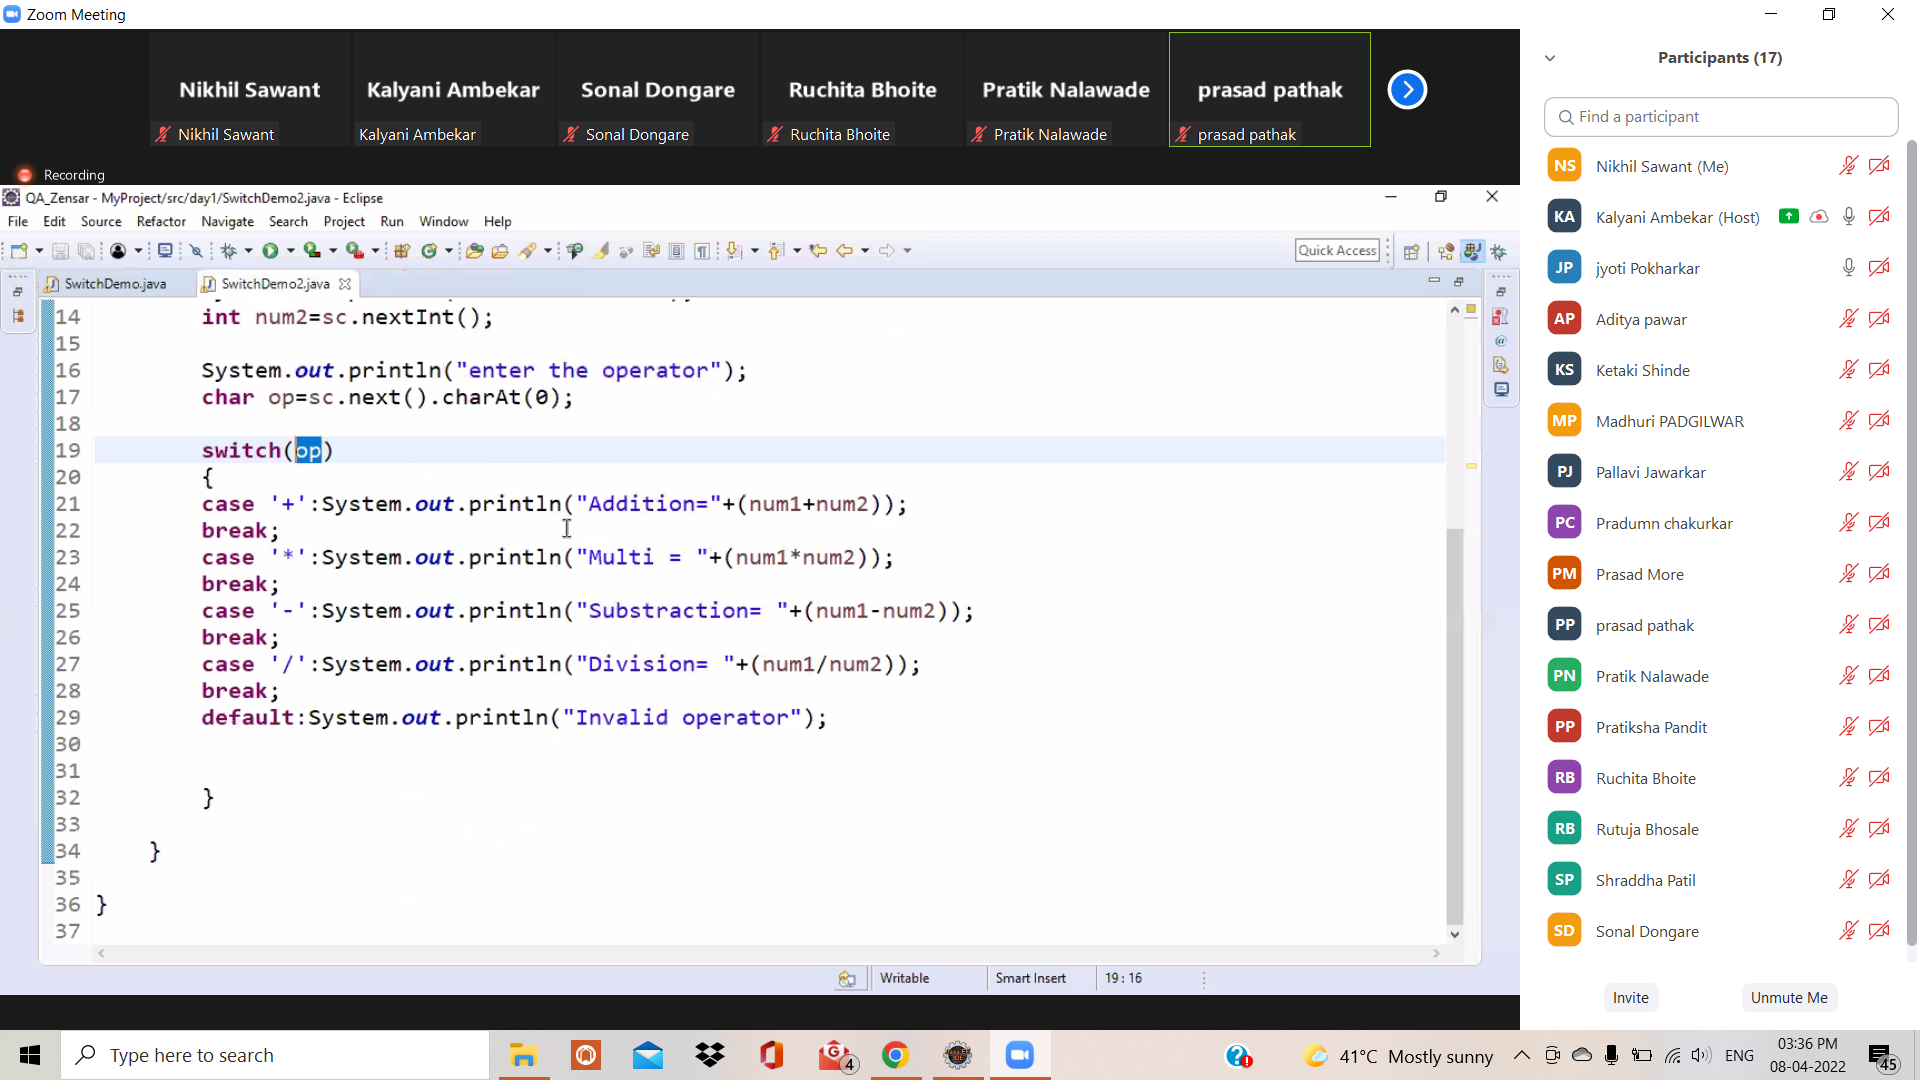 Zoom Meeting
Nikhil Sawant
Kalyani Ambekar
Sonal Dongare
Ruchita Bhoite
Pratik Nalawade
prasad pathak
Nikhil Sawant
Kalyani Ambekar
Sonal Dongare
Ruchita Bhoite
Pratik Nalawade
prasad pathak
Recording
QA_Zensar - MyProject/src/day1/SwitchDemo2.java - Eclipse
File Edit Source Refactor Navigate Search Project Run Window Help
Quick Access
SwitchDemo.java
SwitchDemo2.java
14 int num2=sc.nextInt();
15
16 System.out.println("enter the operator");
17 char op=sc.next().charAt(0);
18
19 switch(op)
20 {
21 case '+':System.out.println("Addition="+(num1+num2));
22 break;
23 case '*':System.out.println("Multi = "+(num1*num2));
24 break;
25 case '-':System.out.println("Substraction= "+(num1-num2));
26 break;
27 case '/':System.out.println("Division= "+(num1/num2));
28 break;
29 default:System.out.println("Invalid operator");
30
31
32 }
33
34 }
35
36 }
37
Writable
Smart Insert
19 : 16
Participants (17)
Find a participant
NS Nikhil Sawant (Me)
KA Kalyani Ambekar (Host)
JP jyoti Pokharkar
AP Aditya pawar
KS Ketaki Shinde
MP Madhuri PADGILWAR
PJ Pallavi Jawarkar
PC Pradumn chakurkar
PM Prasad More
PP prasad pathak
PN Pratik Nalawade
PP Pratiksha Pandit
RB Ruchita Bhoite
RB Rutuja Bhosale
SP Shraddha Patil
SD Sonal Dongare
Invite
Unmute Me
Type here to search
4
41°C Mostly sunny
ENG
03:36 PM
08-04-2022
45